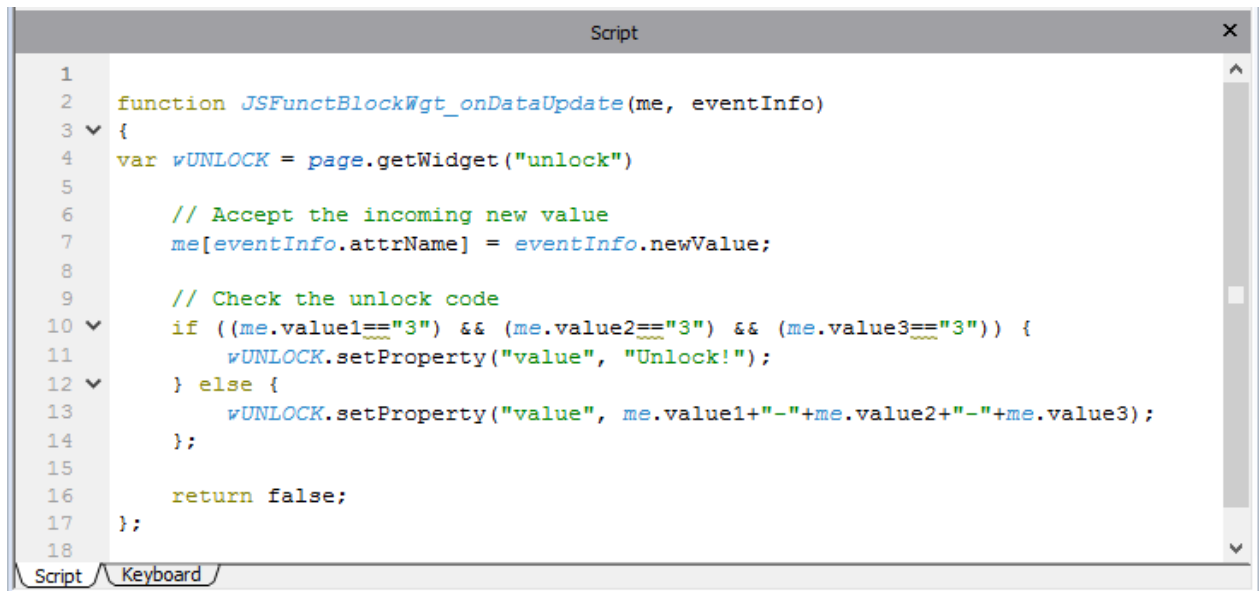 Script
1
2 function JSFunctBlockWgt_onDataUpdate(me, eventInfo)
3 {
4 var wUNLOCK = page.getWidget("unlock")
5
6 // Accept the incoming new value
7 me[eventInfo.attrName] = eventInfo.newValue;
8
9 // Check the unlock code
10 if ((me.value1=="3") && (me.value2=="3") && (me.value3=="3")) {
11 wUNLOCK.setProperty("value", "Unlock!");
12 } else {
13 wUNLOCK.setProperty("value", me.value1+"-"+me.value2+"-"+me.value3);
14 };
15
16 return false;
17 };
18
Script Keyboard